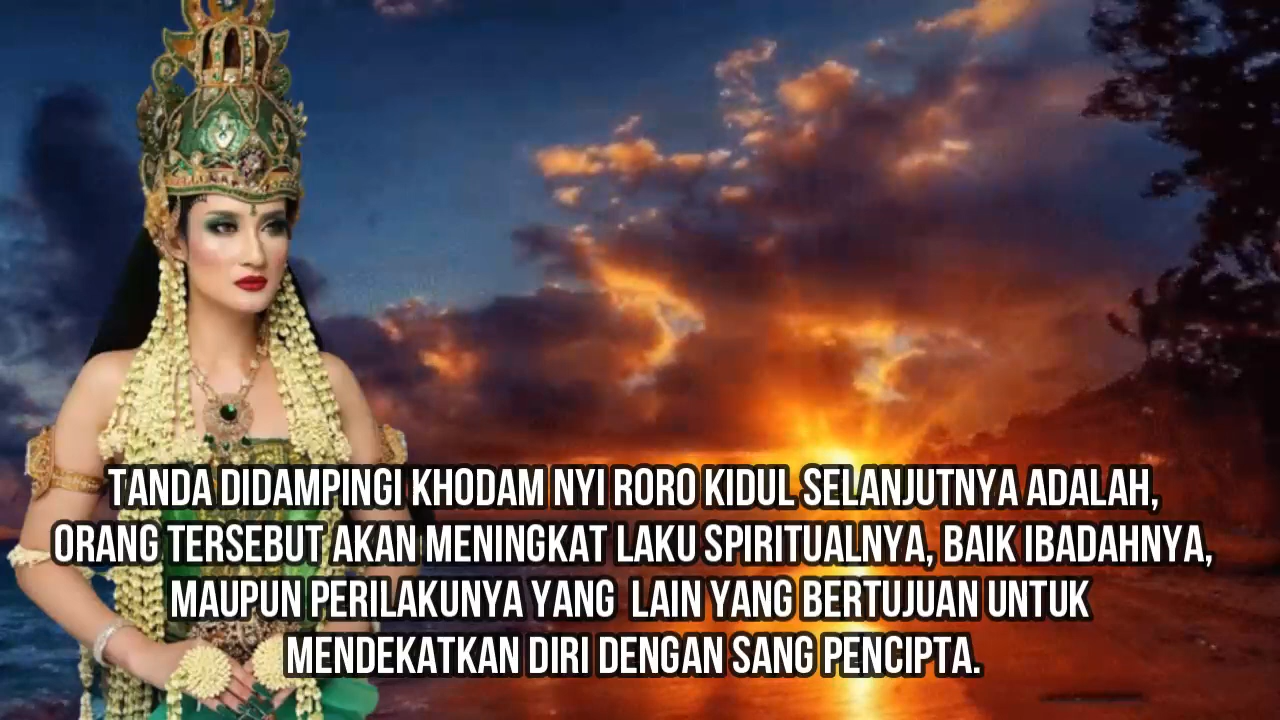 TANDA DIDAMPINGI KHODAM NYI RORO KIDUL SELANJUTNYA ADALAH,
ORANG TERSEBUT AKAN MENINGKAT LAKU SPIRITUALNYA, BAIK IBADAHNYA,
MAUPUN PERILAKUNYA YANG LAIN YANG BERTUJUAN UNTUK
MENDEKATKAN DIRI DENGAN SANG PENCIPTA.